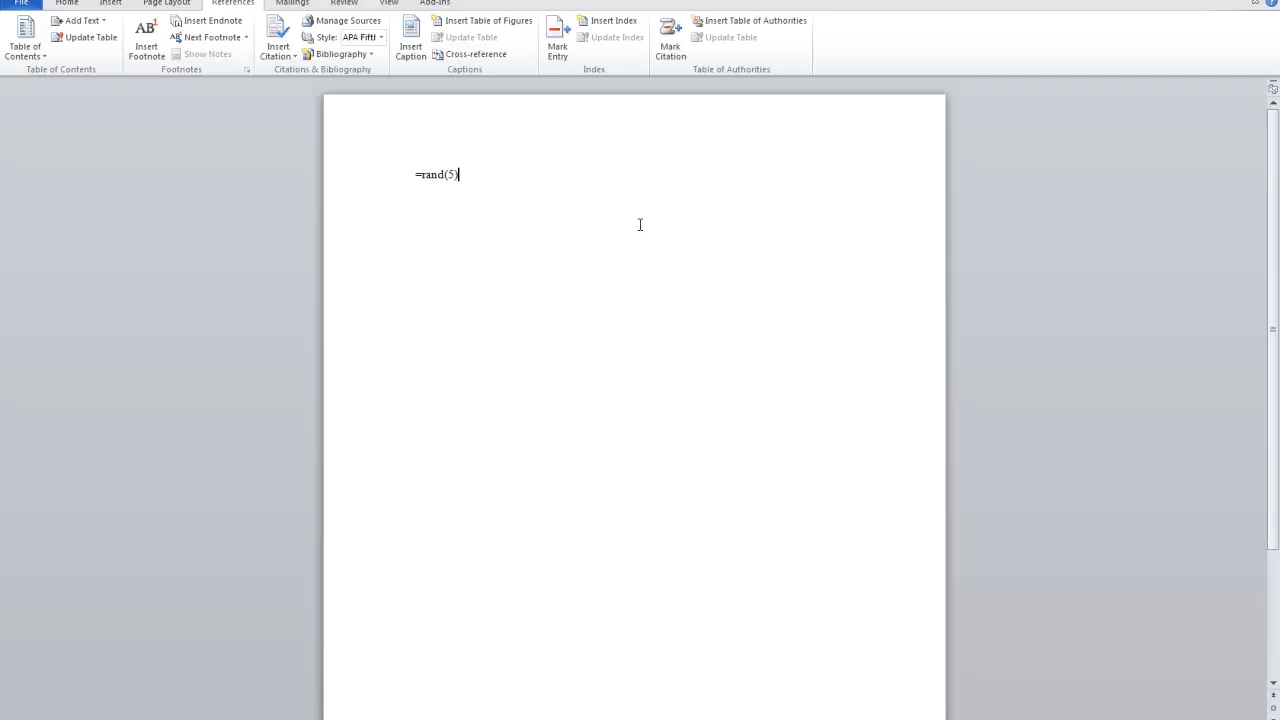 File Home Insert Page Layout References Mailings Review View Add-Ins
Table of Contents
Add Text
Update Table
Table of Contents
AB1
Insert Footnote
Insert Endnote
Next Footnote
Show Notes
Footnotes
Insert Citation
Manage Sources
Style: APA Fift
Bibliography
Citations & Bibliography
Insert Caption
Insert Table of Figures
Update Table
Cross-reference
Captions
Mark Entry
Insert Index
Update Index
Index
Mark Citation
Insert Table of Authorities
Update Table
Table of Authorities
=rand(5)